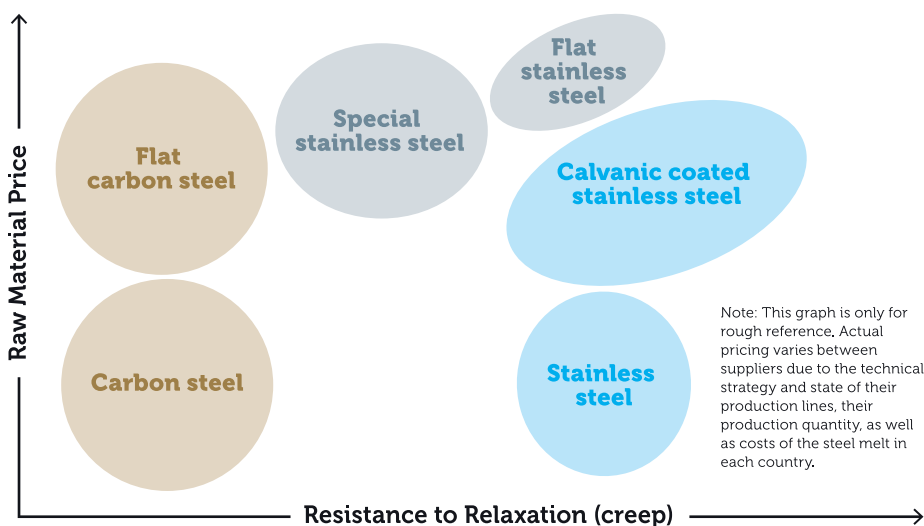 Raw Material Price
Flat
stainless
steel
Special
stainless steel
Flat
carbon steel
Calvanic coated
stainless steel
Carbon steel
Stainless
steel
Note: This graph is only for
rough reference. Actual
pricing varies between
suppliers due to the technical
strategy and state of their
production lines, their
production quantity, as well
as costs of the steel melt in
each country.
Resistance to Relaxation (creep)